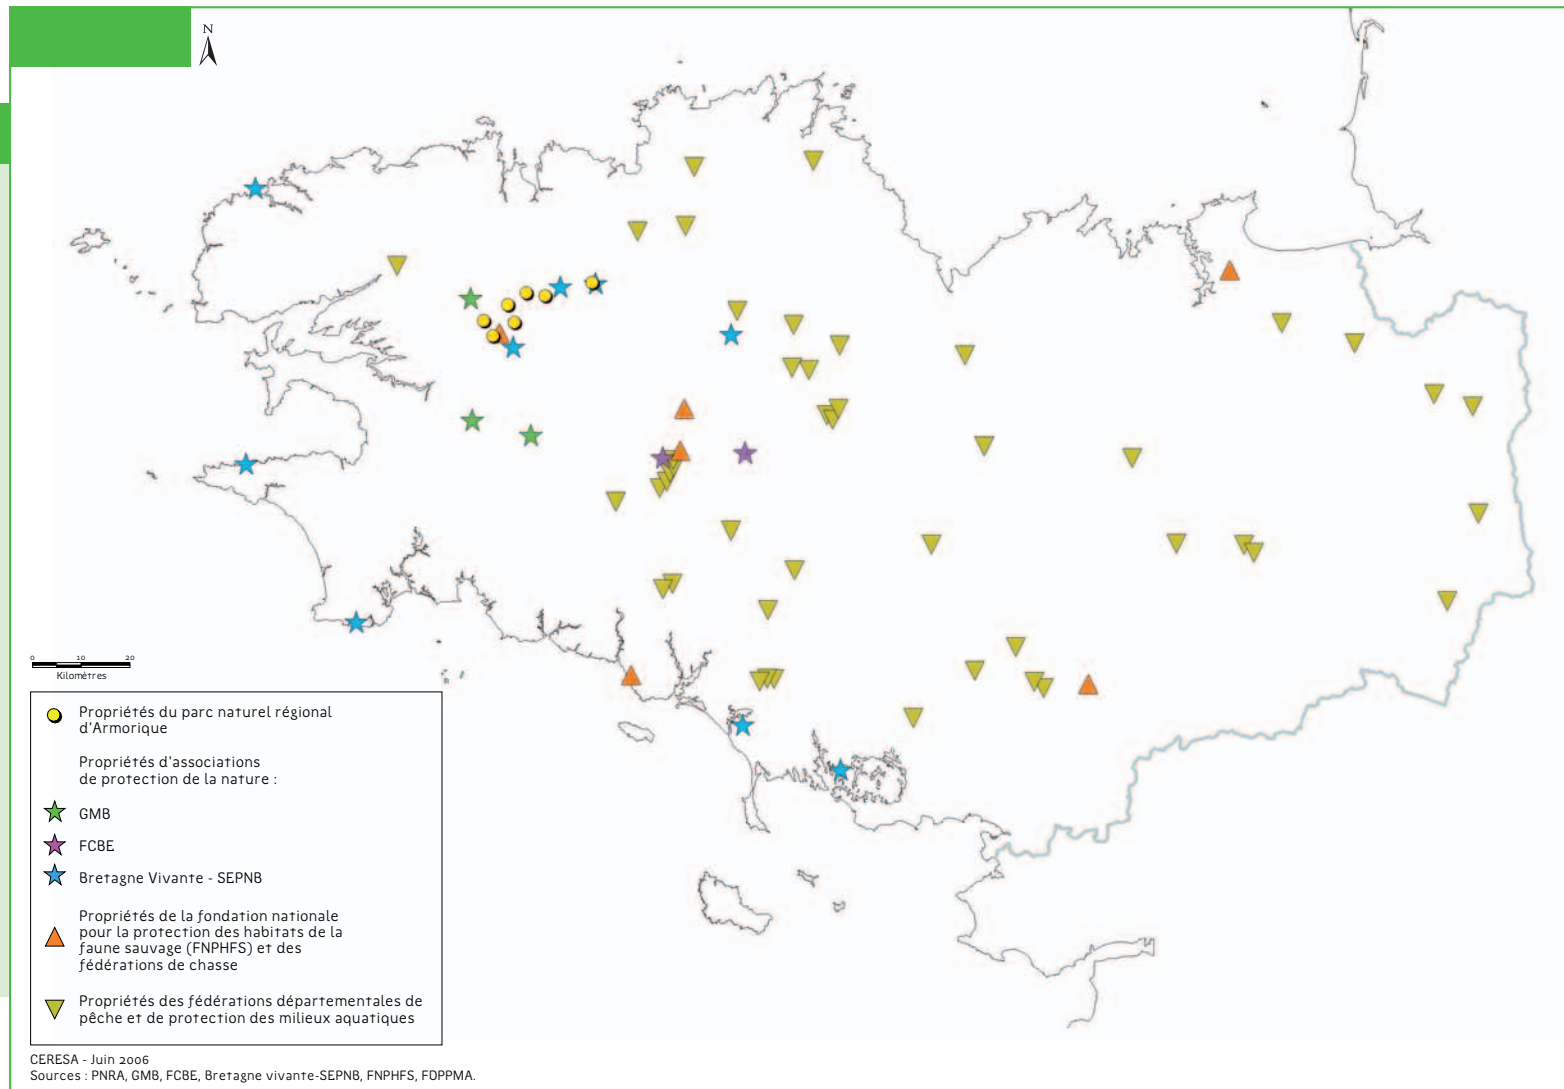 N
0 10 20
Kilomètres
Propriétés du parc naturel régional
d'Armorique
Propriétés d'associations
de protection de la nature :
GMB
FCBE
Bretagne Vivante - SEPNB
Propriétés de la fondation nationale
pour la protection des habitats de la
faune sauvage (FNPHFS) et des
fédérations de chasse
Propriétés des fédérations départementales de
pêche et de protection des milieux aquatiques
CERESA - Juin 2006
Sources : PNRA, GMB, FCBE, Bretagne vivante-SEPNB, FNPHFS, FDPPMA.